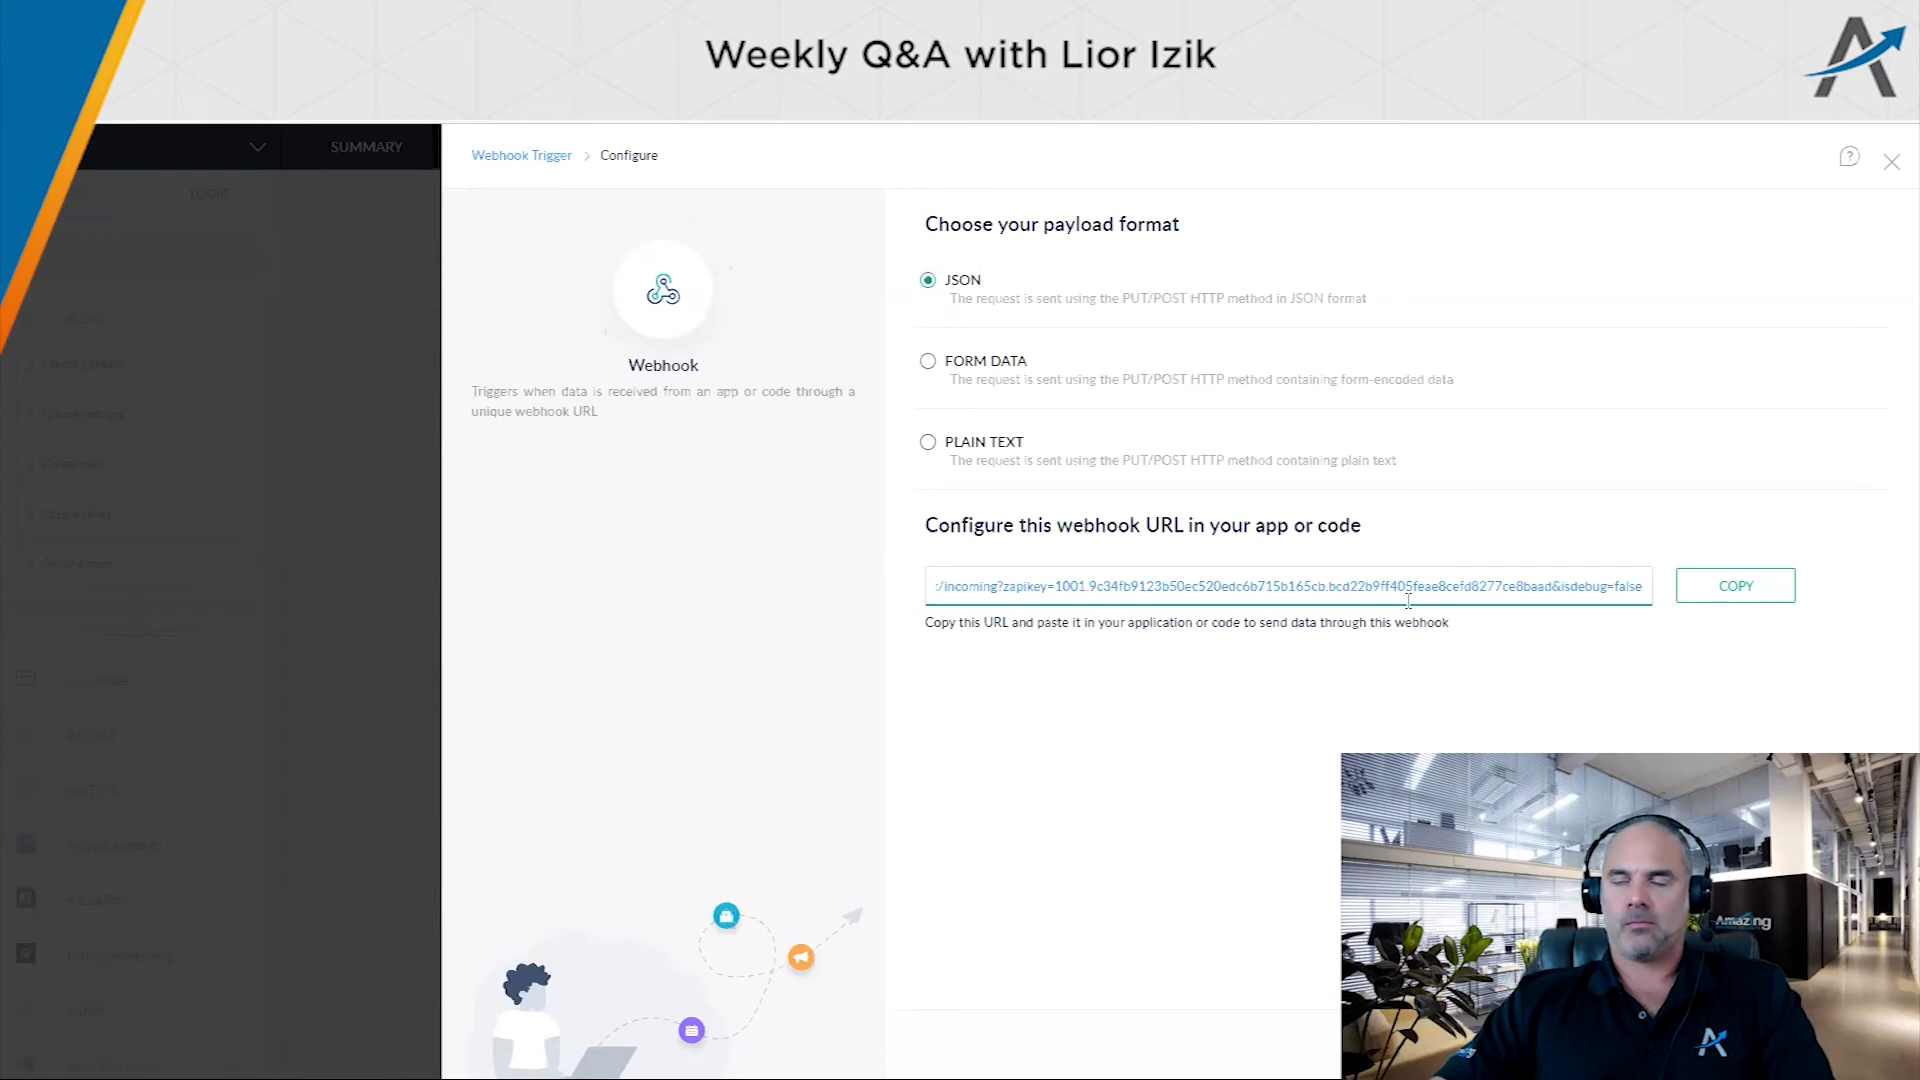 Weekly Q&A with Lior Izik
SUMMARY
LOGIC
Webhook Trigger > Configure
Choose your payload format
JSON
The request is sent using the PUT/POST HTTP method in JSON format
FORM DATA
The request is sent using the PUT/POST HTTP method containing form-encoded data
PLAIN TEXT
The request is sent using the PUT/POST HTTP method containing plain text
Webhook
Triggers when data is received from an app or code through a
unique webhook URL
Configure this webhook URL in your app or code
:/incoming?zapikey=1001.9c34fb9123b50ec520edc6b715b165cb.bcd22b9ff405feae8cefd8277ce8baad&isdebug=false
COPY
Copy this URL and paste it in your application or code to send data through this webhook
Amazing